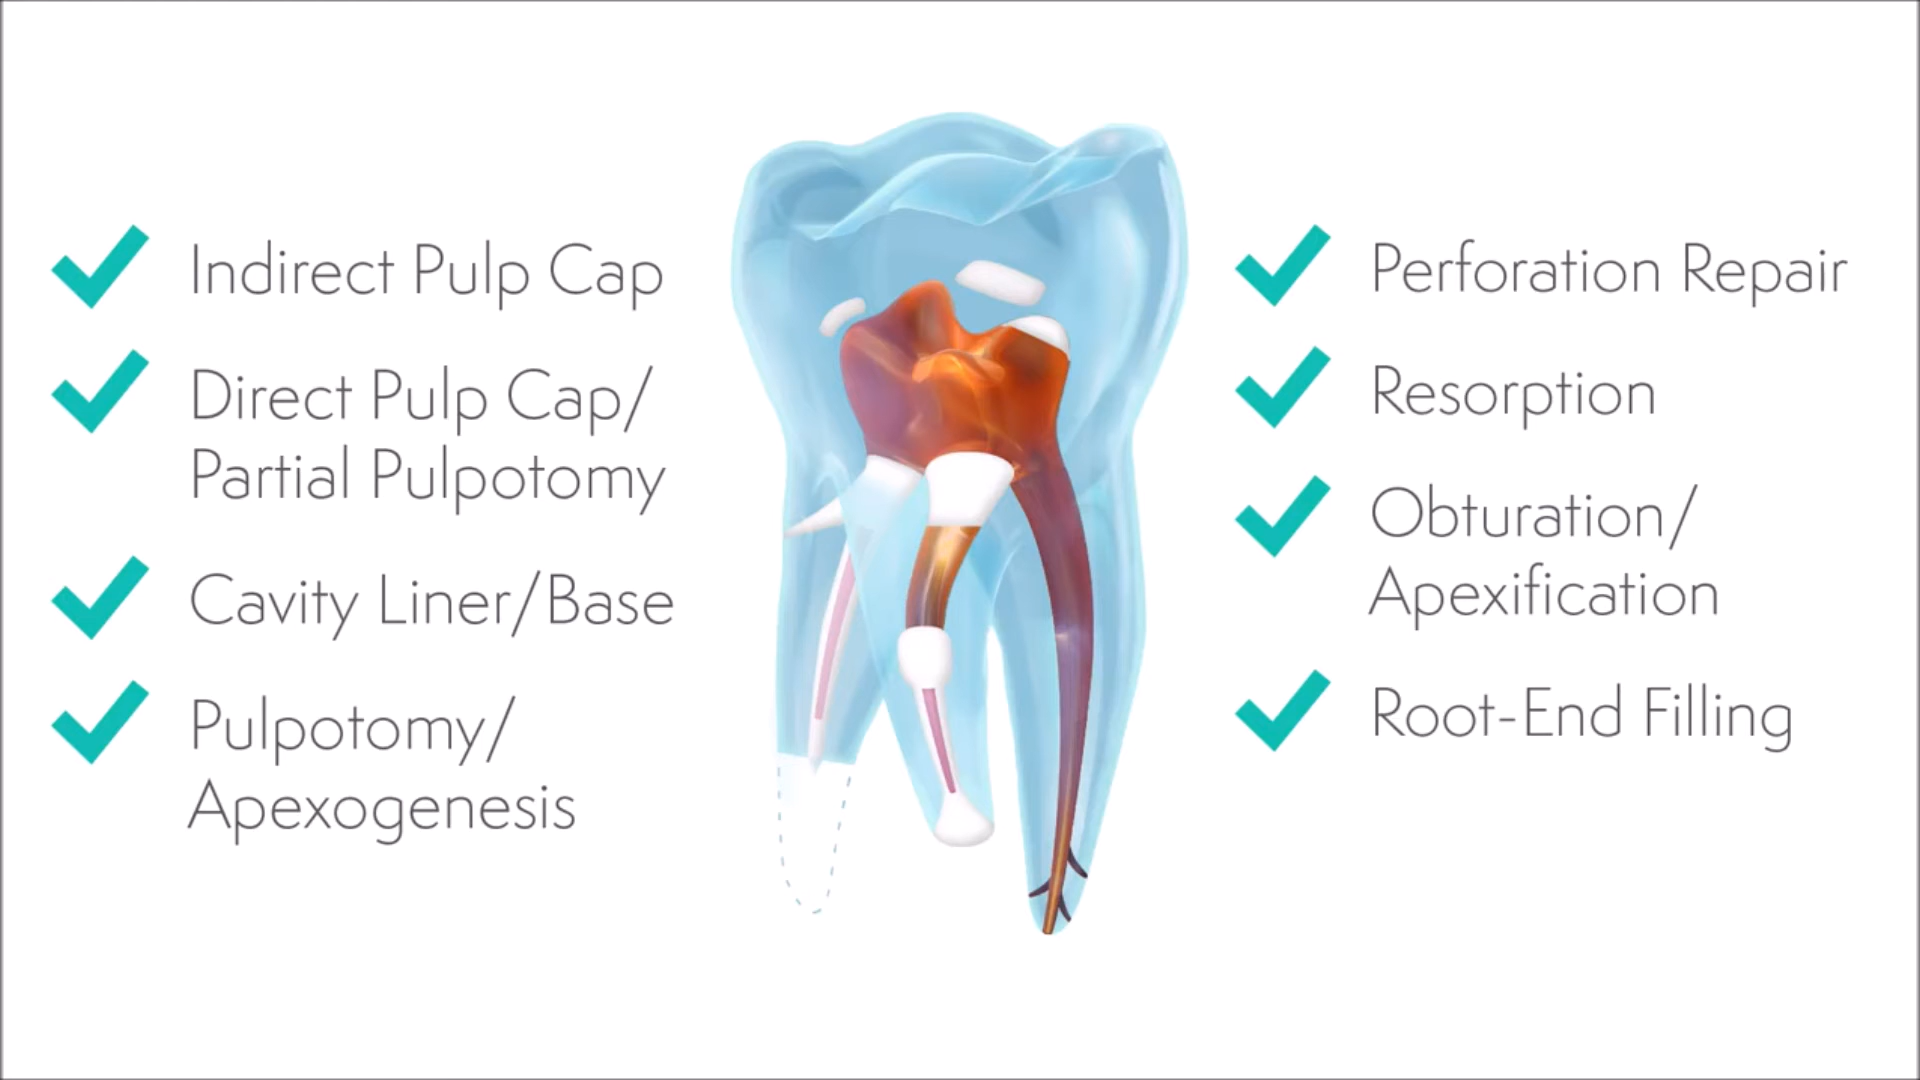 Indirect Pulp Cap
Direct Pulp Cap/
Partial Pulpotomy
Cavity Liner/Base
Pulpotomy/
Apexogenesis
Perforation Repair
Resorption
Obturation/
Apexification
Root-End Filling